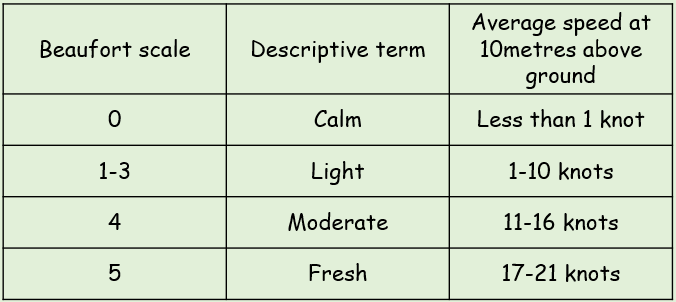 Beaufort scale
Descriptive term
Average speed at
10metres above
ground
0
Calm
Less than 1 knot
1-3
Light
1-10 knots
4
Moderate
11-16 knots
5
Fresh
17-21 knots